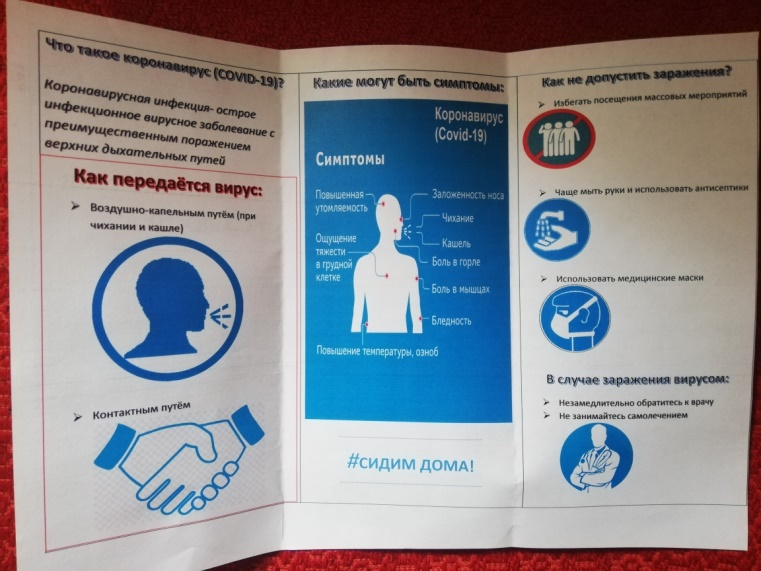 Что такое коронавирус (COVID-19)?
Коронавирусная инфекция- острое
инфекционное вирусное заболевание с
преимущественным поражением
верхних дыхательных путей
Как передаётся вирус:
Воздушно-капельным путём (при
чихании и кашле)
Контактным путём
Какие могут быть симптомы:
Коронавирус
(Covid-19)
Симптомы
Повышенная
утомляемость
Ощущение
тяжести
в грудной
клетке
Заложенность носа
Чихание
Кашель
Боль в горле
Боль в мышцах
Бледность
Повышение температуры, озноб
#СИДИМ ДОМА!
Как не допустить заражения?
Избегать посещения массовых мероприятий
Чаще мыть руки и использовать антисептики
Использовать медицинские маски
В случае заражения вирусом:
Незамедлительно обратитесь к врачу
Не занимайтесь самолечением